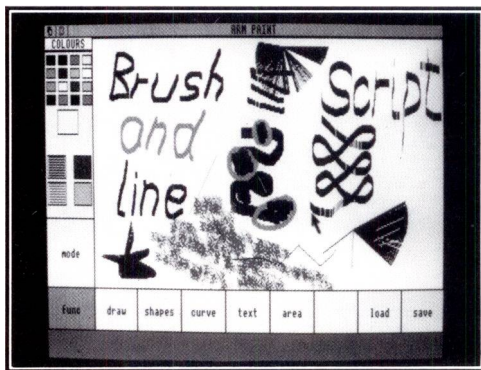 ARM PAINT
COLOURS
Brush
and
line
Script
mode
func
draw
shapes
curve
text
area
load
save